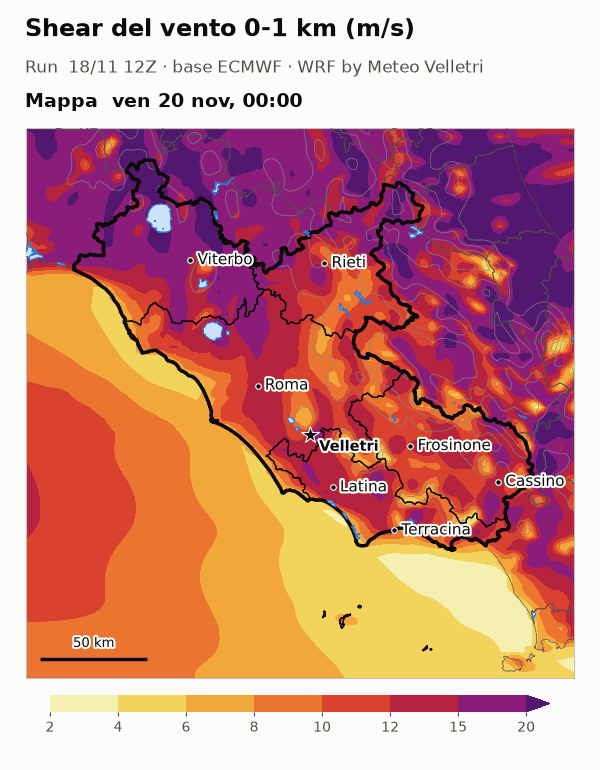 Shear del vento 0-1 km (m/s)
Run 18/11 12Z · base ECMWF · WRF by Meteo Velletri
Mappa ven 20 nov, 00:00
Viterbo
Rieti
Roma
Velletri
Frosinone
Latina
Cassino
Terracina
50 km
2 4 6 8 10 12 15 20